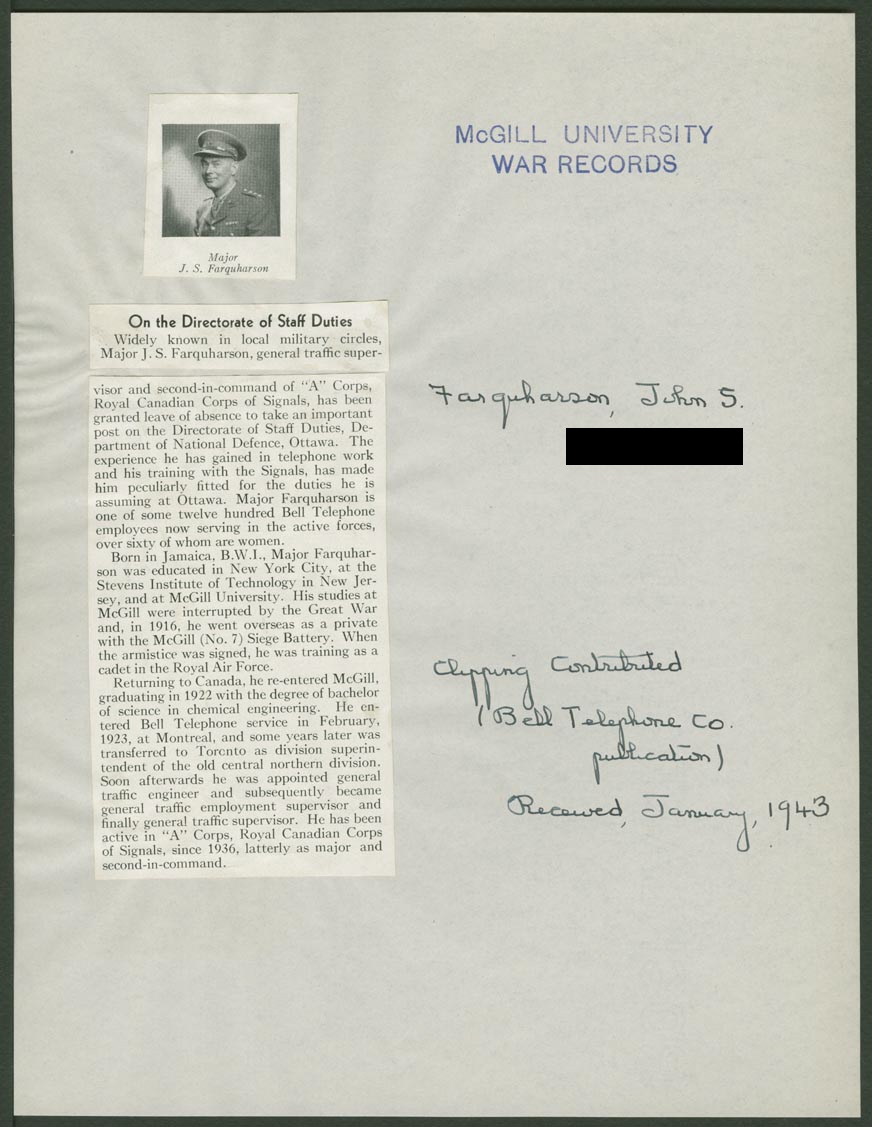 McGILL UNIVERSITY
WAR RECORDS
Major
J. S. Farquharson
On the Directorate of Staff Duties
Widely known in local military circles,
Major J. S. Farquharson, general traffic super-
visor and second-in-command of “A” Corps,
Royal Canadian Corps of Signals, has been
granted leave of absence to take an important
post on the Directorate of Staff Duties, De-
partment of National Defence, Ottawa. The
experience he has gained in telephone work
and his training with the Signals, has made
him peculiarly fitted for the duties he is
assuming at Ottawa. Major Farquharson is
one of some twelve hundred Bell Telephone
employees now serving in the active forces,
over sixty of whom are women.
Born in Jamaica, B.W.I., Major Farquhar-
son was educated in New York City, at the
Stevens Institute of Technology in New Jer-
sey, and at McGill University. His studies at
McGill were interrupted by the Great War
and, in 1916, he went overseas as a private
with the McGill (No. 7) Siege Battery. When
the armistice was signed, he was training as a
cadet in the Royal Air Force.
Returning to Canada, he re-entered McGill,
graduating in 1922 with the degree of bachelor
of science in chemical engineering. He en-
tered Bell Telephone service in February,
1923, at Montreal, and some years later was
transferred to Toronto as division superin-
tendent of the old central northern division.
Soon afterwards he was appointed general
traffic engineer and subsequently became
general traffic employment supervisor and
finally general traffic supervisor. He has been
active in “A” Corps, Royal Canadian Corps
of Signals, since 1936, latterly as major and
second-in-command.
Farquharson, John S.
Clipping Contributed
(Bell Telephone Co.
publication)
Received, January, 1943